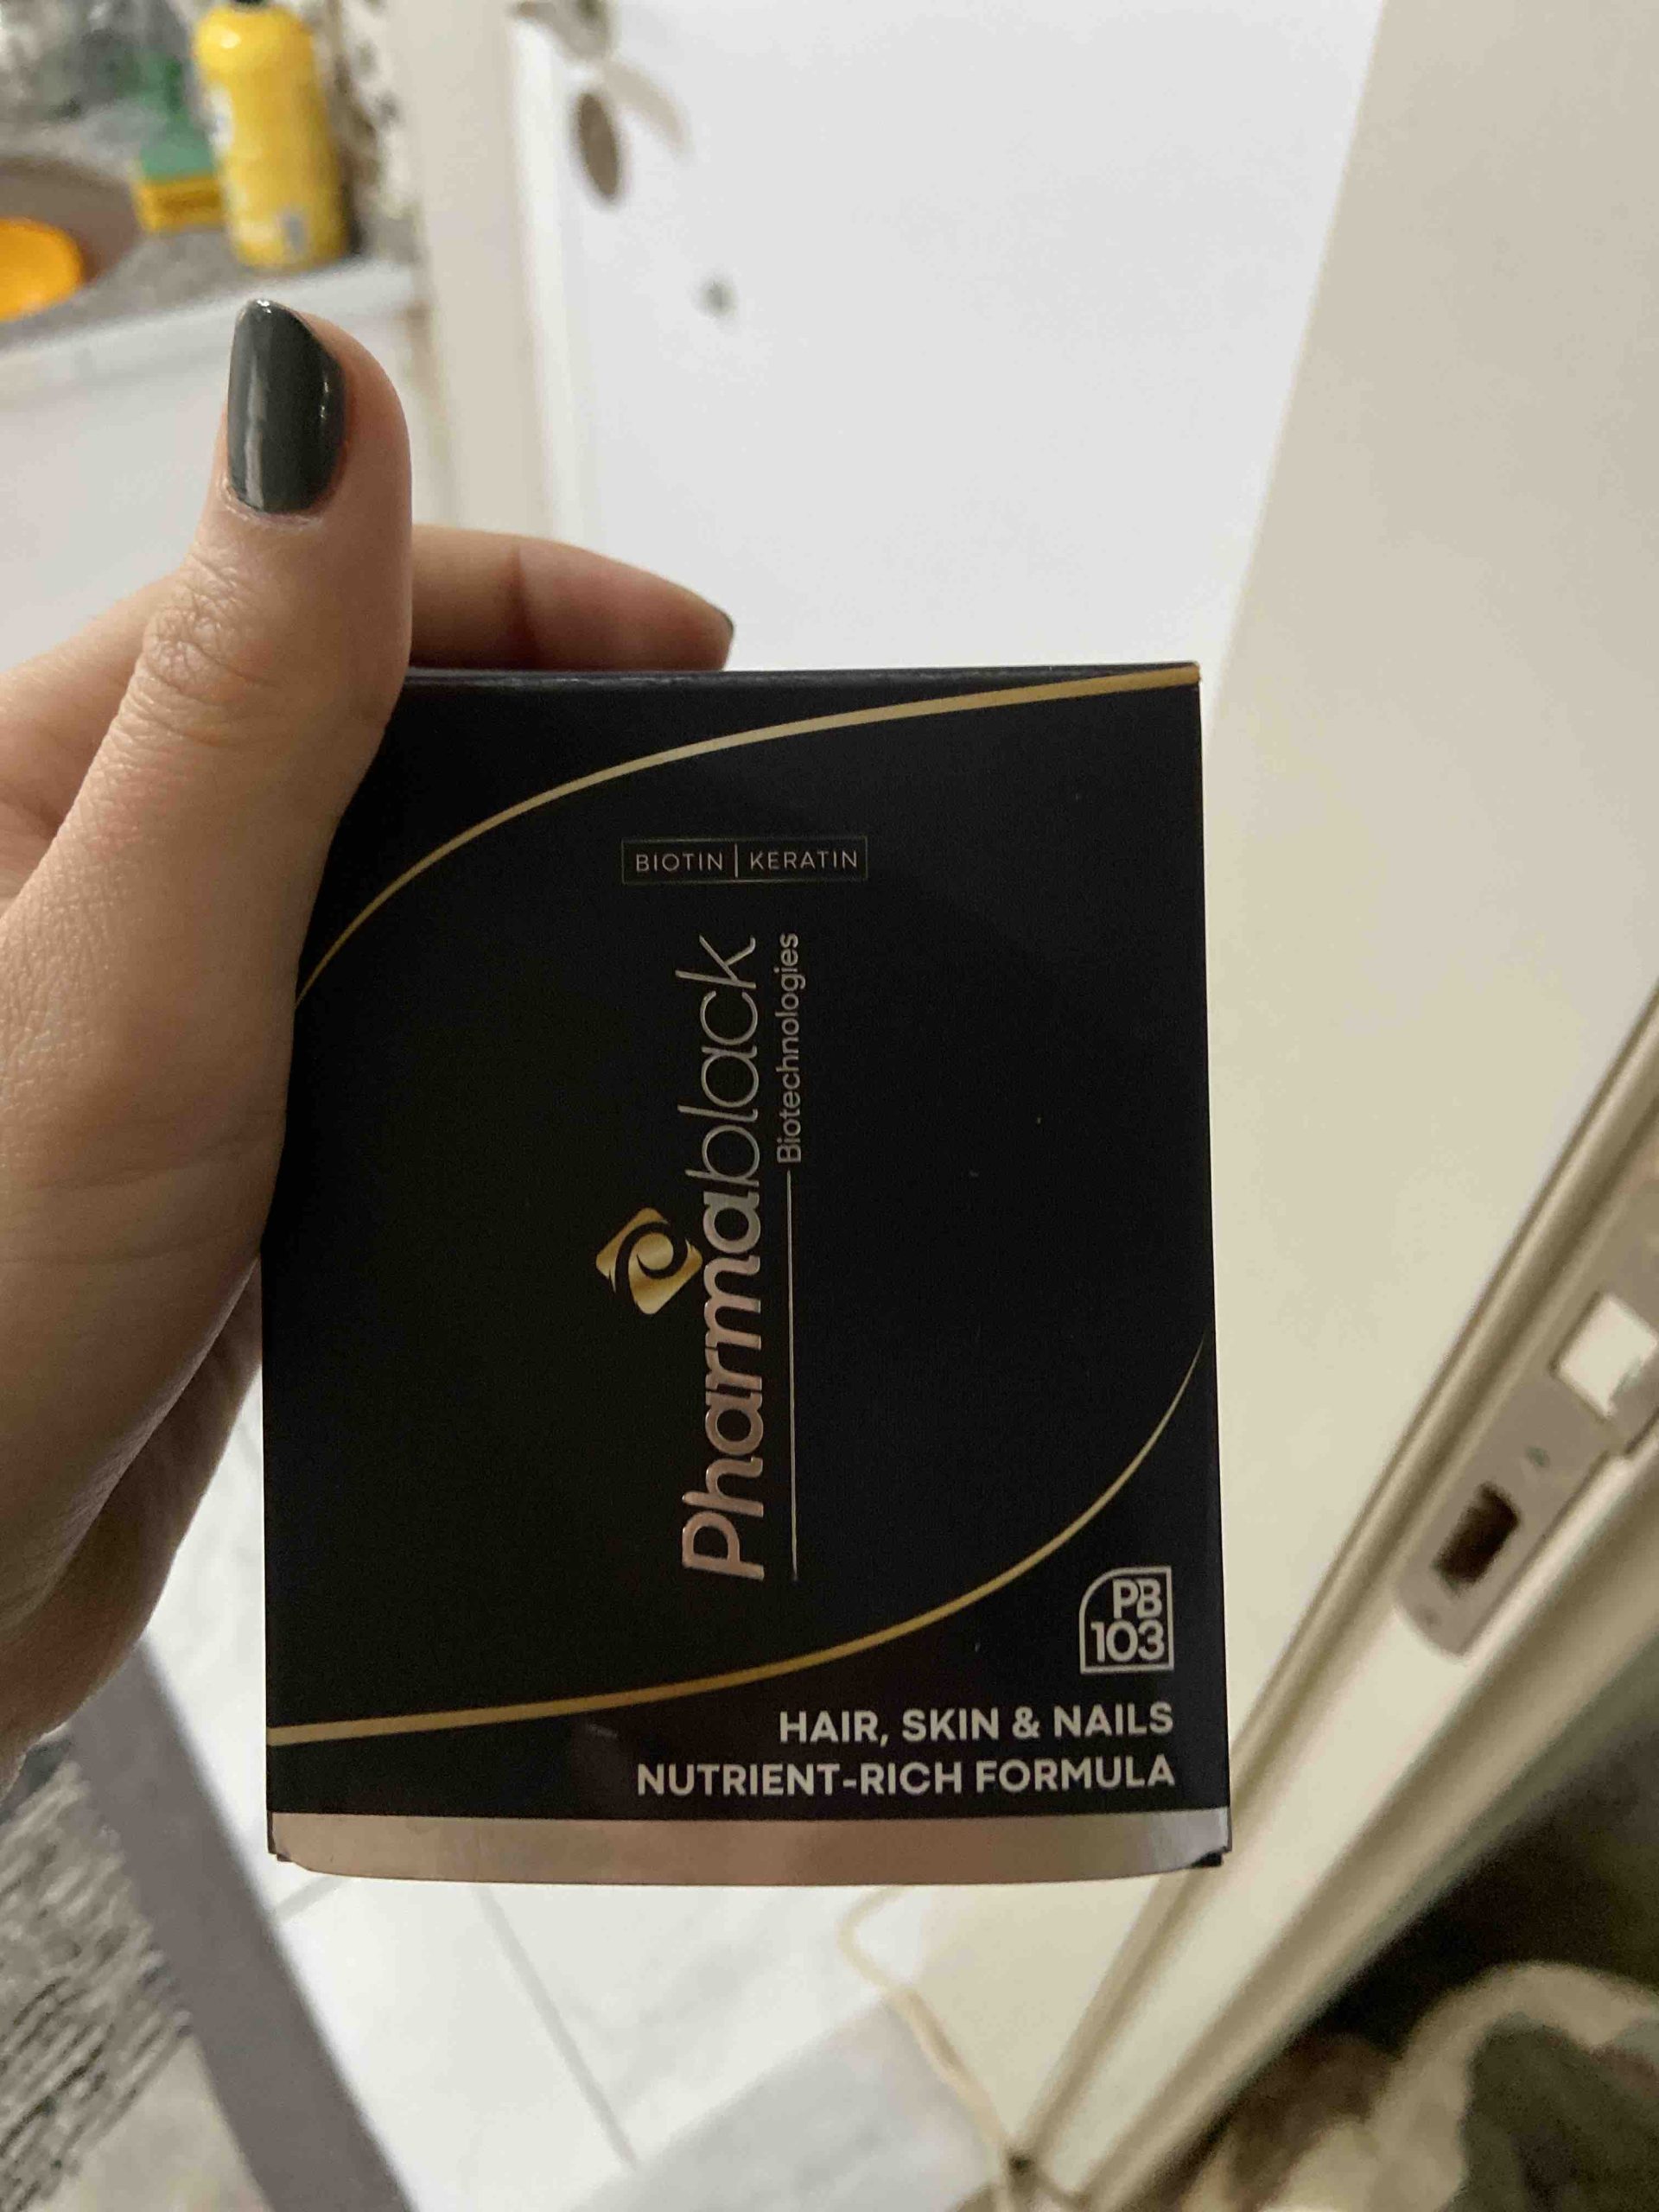 BIOTIN | KERATIN
Pharmablack
Biotechnologies
PB
103
HAIR, SKIN & NAILS
NUTRIENT-RICH FORMULA